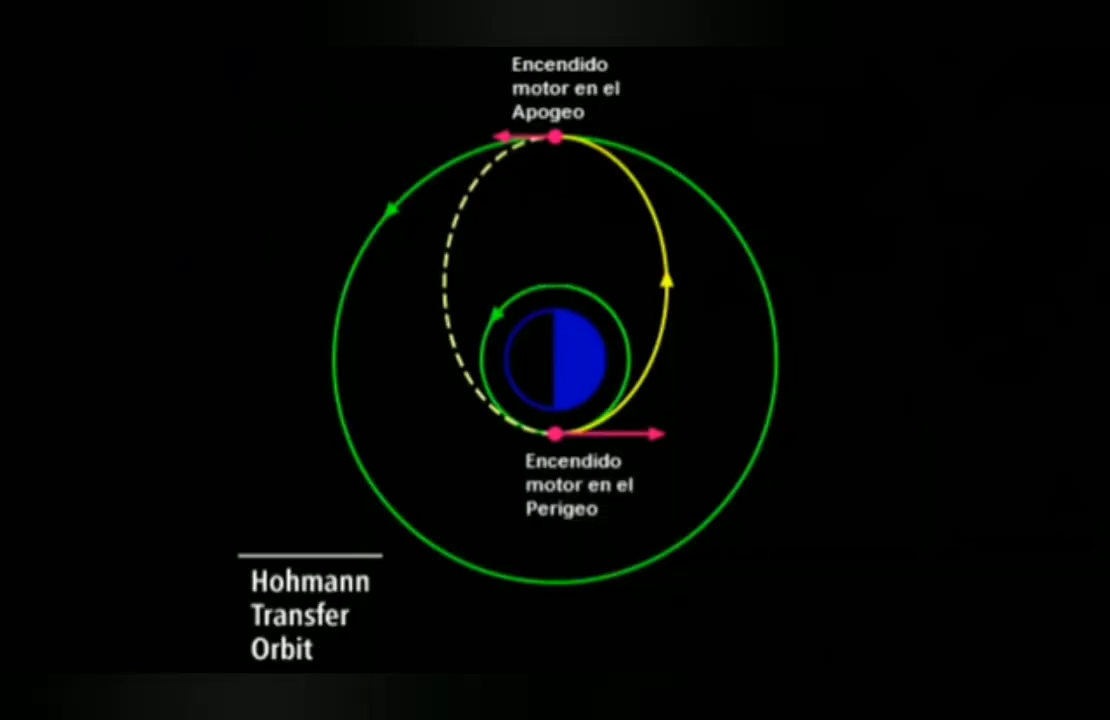 Encendido
motor en el
Apogeo
Encendido
motor en el
Perigeo
Hohmann
Transfer
Orbit